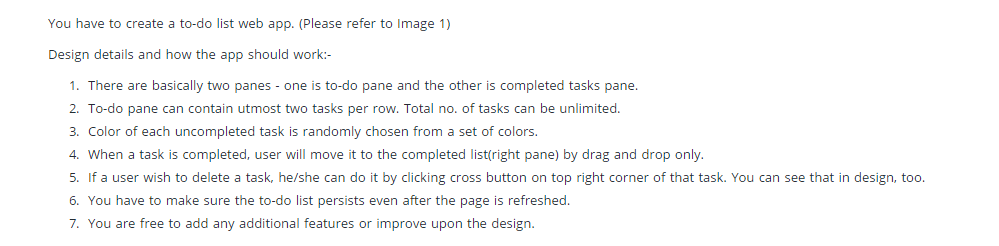 You have to create a to-do list web app. (Please refer to Image 1)
Design details and how the app should work:-
1. There are basically two panes - one is to-do pane and the other is completed tasks pane.
2. To-do pane can contain utmost two tasks per row. Total no. of tasks can be unlimited.
3. Color of each uncompleted task is randomly chosen from a set of colors.
4. When a task is completed, user will move it to the completed list(right pane) by drag and drop only.
5. If a user wish to delete a task, he/she can do it by clicking cross button on top right corner of that task. You can see that in design, too.
6. You have to make sure the to-do list persists even after the page is refreshed.
7. You are free to add any additional features or improve upon the design.